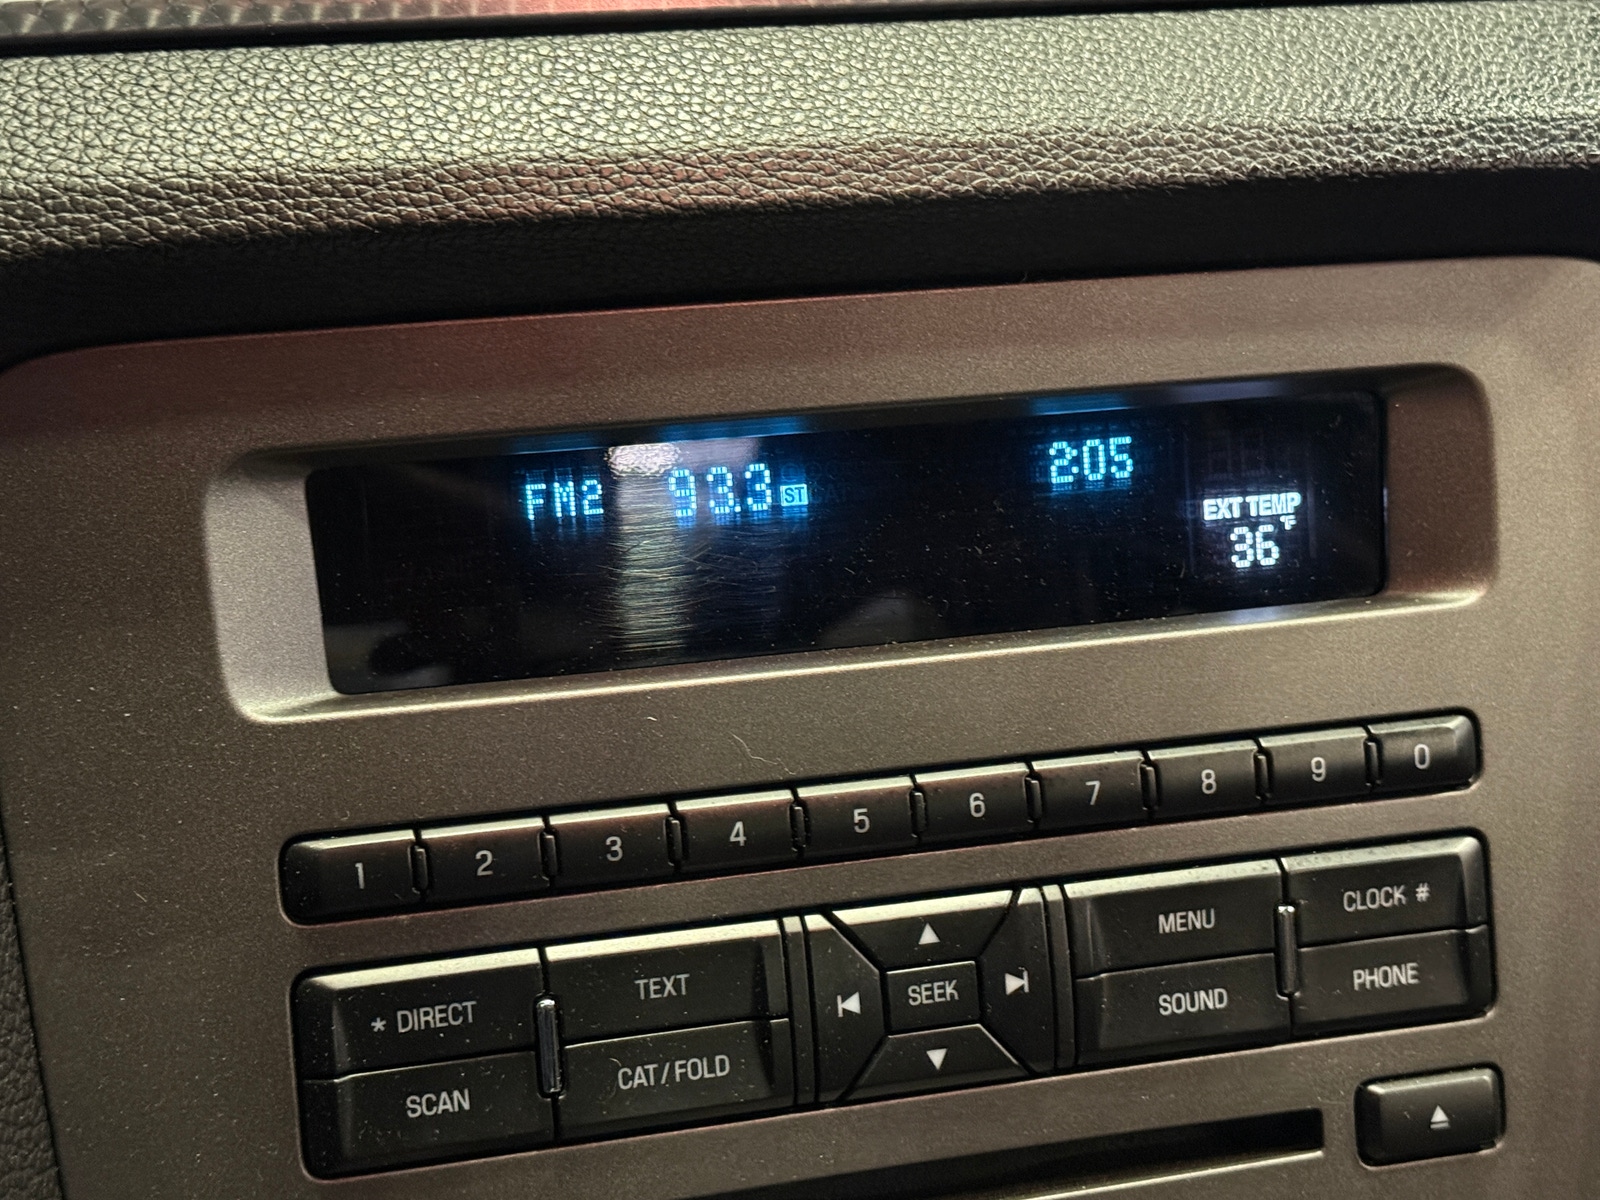 FM2 93.3 ST 2:05
EXT TEMP
36°F
1 2 3 4 5 6 7 8 9 0
* DIRECT TEXT SEEK MENU CLOCK #
SCAN CAT/FOLD SOUND PHONE